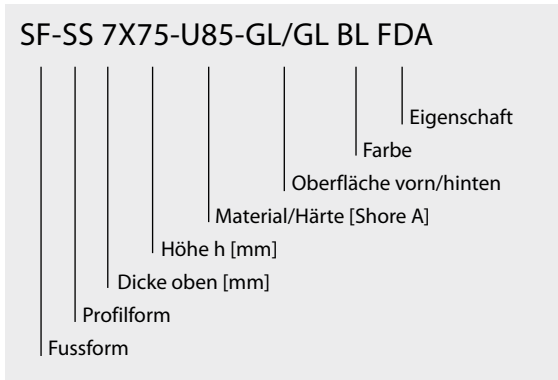 SF-SS 7X75-U85-GL/GL BL FDA
Eigenschaft
Farbe
Oberfläche vorn/hinten
Material/Härte [Shore A]
Höhe h [mm]
Dicke oben [mm]
Profilform
Fussform